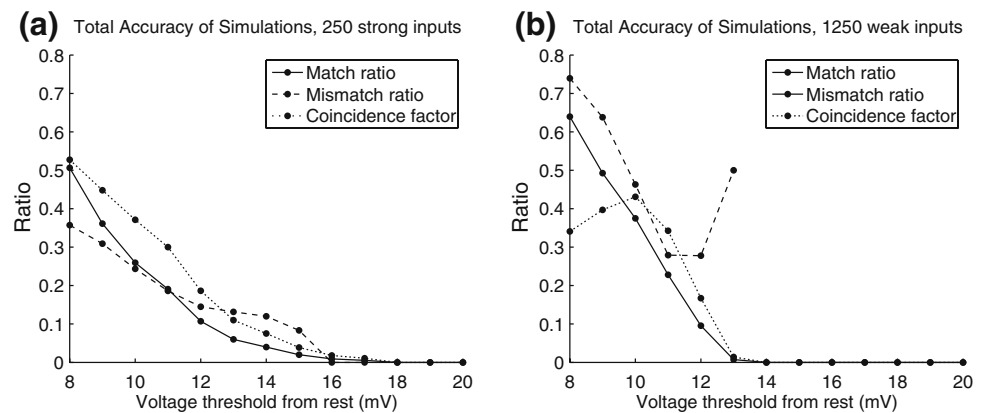 (a) Total Accuracy of Simulations, 250 strong inputs
0.8
0.7
0.6
0.5
0.4
0.3
0.2
0.1
0
Ratio
Match ratio
Mismatch ratio
Coincidence factor
8 10 12 14 16 18 20
Voltage threshold from rest (mV)
(b) Total Accuracy of Simulations, 1250 weak inputs
0.8
0.7
0.6
0.5
0.4
0.3
0.2
0.1
0
Ratio
Match ratio
Mismatch ratio
Coincidence factor
8 10 12 14 16 18 20
Voltage threshold from rest (mV)